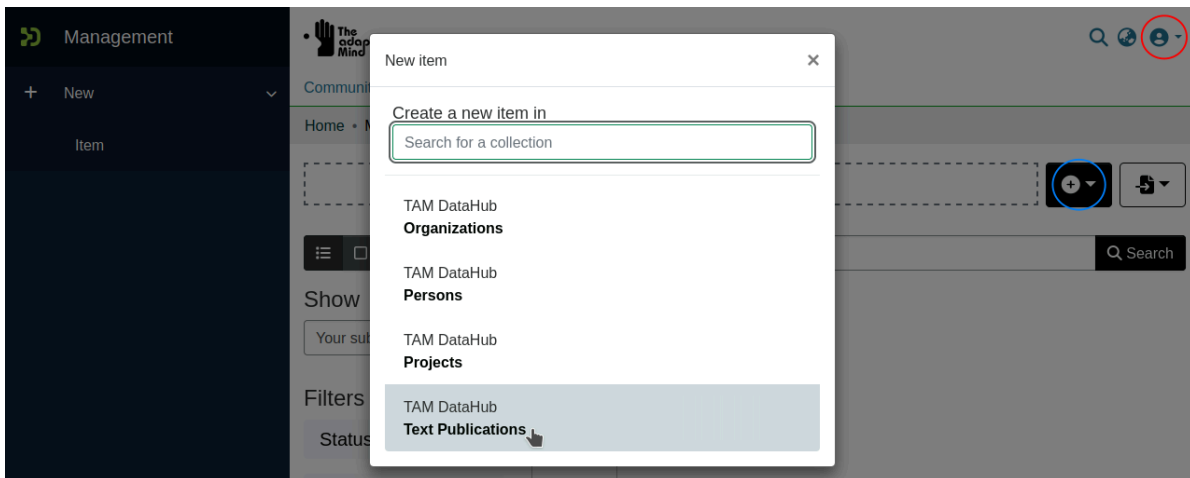 Management
New
Item
The
adap
Mind
Communi
Home • M
New item
×
Create a new item in
Search for a collection
TAM DataHub
Organizations
TAM DataHub
Persons
TAM DataHub
Projects
TAM DataHub
Text Publications
Search
Show
Your sub
Filters
Status